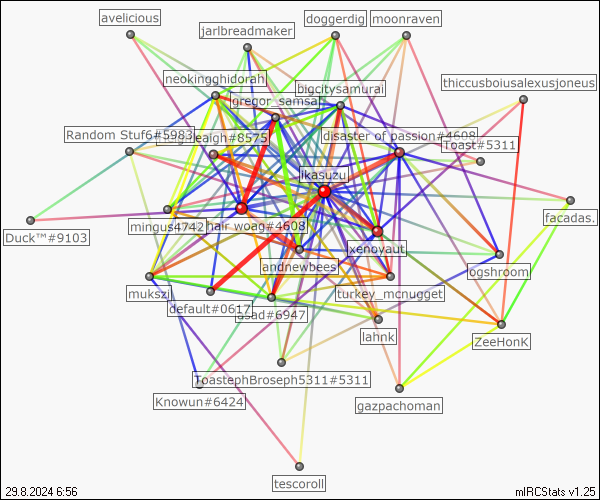 avelicious
doggerdig
moonraven
jarlbreadmaker
neokingghidorah
thiccusboiusalexusjoneus
bigcitysamurai
gregor_samsa
Random Stuf6#5983
ealgh#8575
disaster of passion#4608
Toast#5311
ikasuzu
facadas.
mingus4742
hair woag#4608
Duck™#9103
xenoyaut
andnewbees
ogshroom
mukszi
default#0617
asad#6947
turkey_mcnugget
lahnk
ZeeHonK
ToastephBroseph5311#5311
Knowun#6424
gazpachoman
tescoroll
29.8.2024 6:56
mIRCStats v1.25